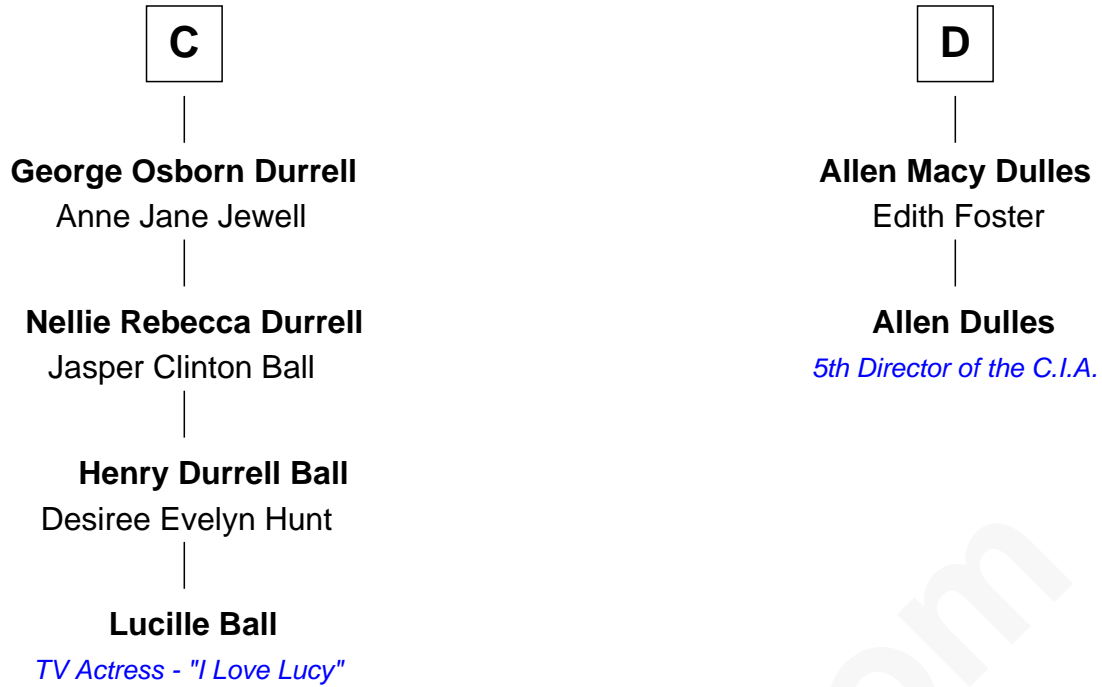 C
George Osborn Durrell
Anne Jane Jewell
Nellie Rebecca Durrell
Jasper Clinton Ball
Henry Durrell Ball
Desiree Evelyn Hunt
Lucille Ball
TV Actress - "I Love Lucy"
D
Allen Macy Dulles
Edith Foster
Allen Dulles
5th Director of the C.I.A.
om